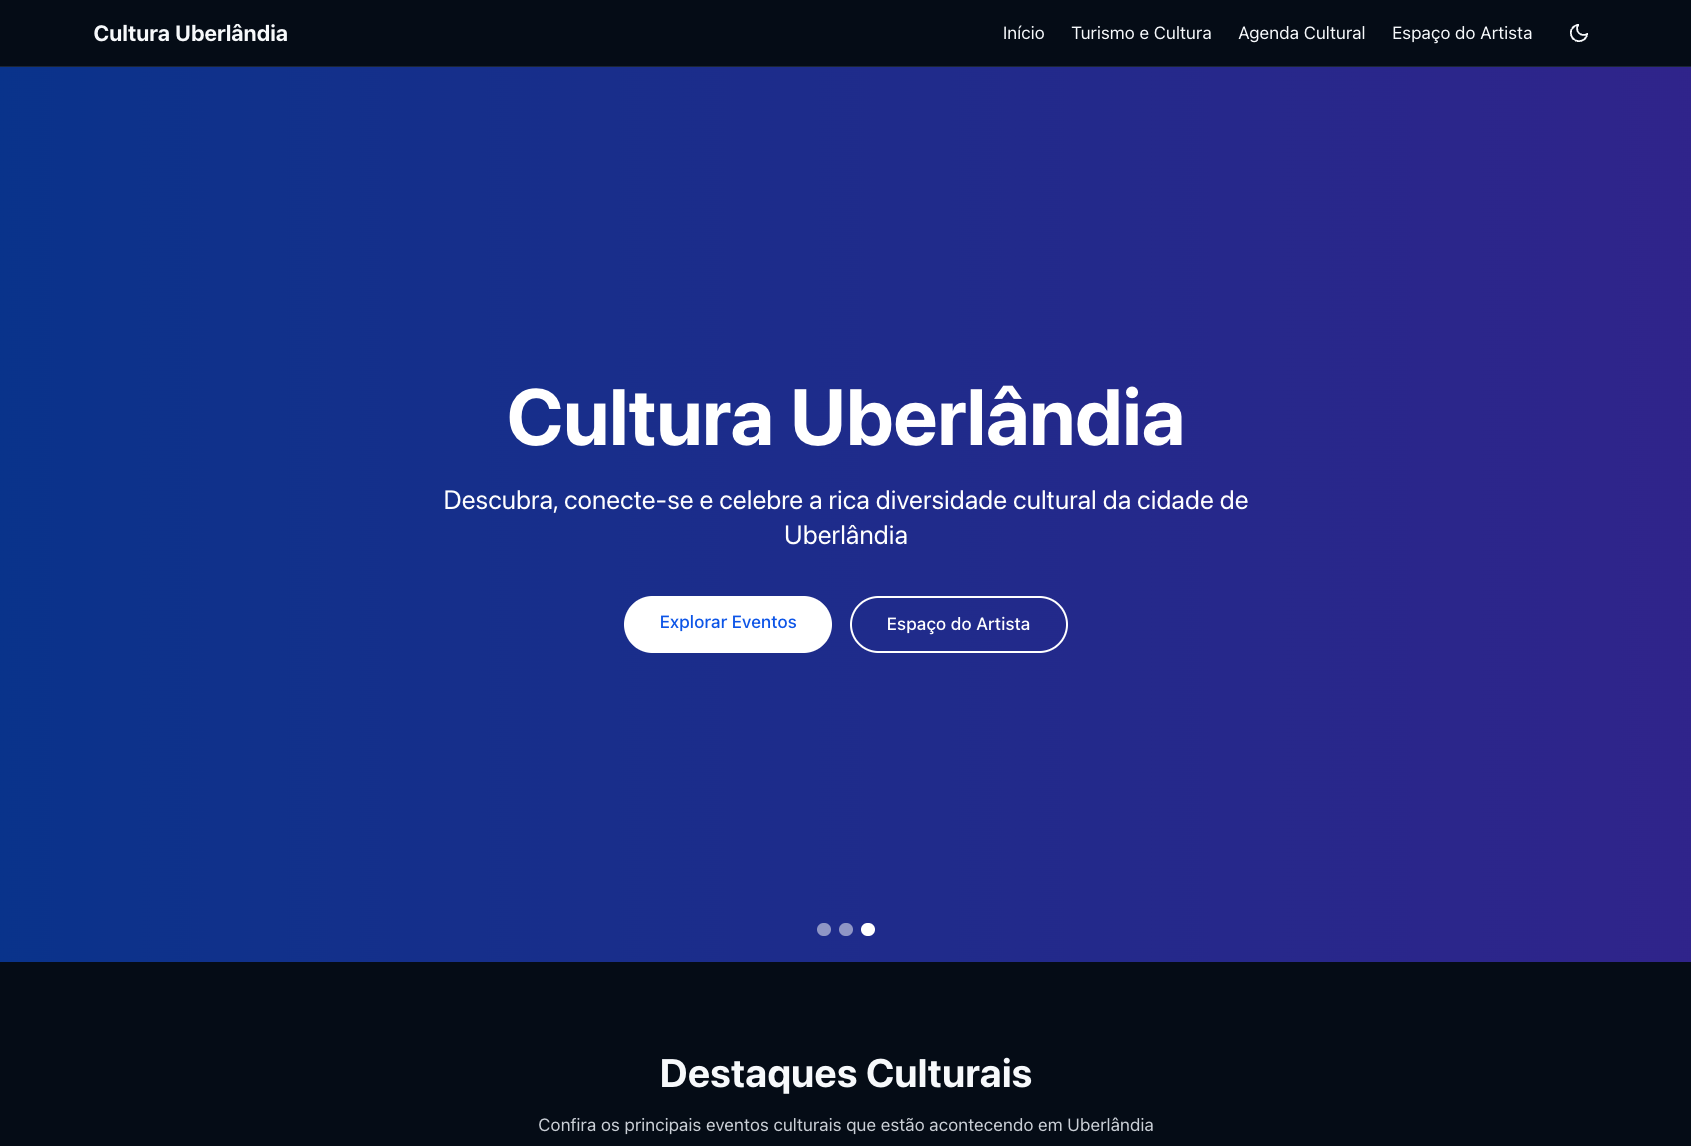 Cultura Uberlândia
Início
Turismo e Cultura
Agenda Cultural
Espaço do Artista
Cultura Uberlândia
Descubra, conecte-se e celebre a rica diversidade cultural da cidade de
Uberlândia
Explorar Eventos
Espaço do Artista
Destaques Culturais
Confira os principais eventos culturais que estão acontecendo em Uberlândia